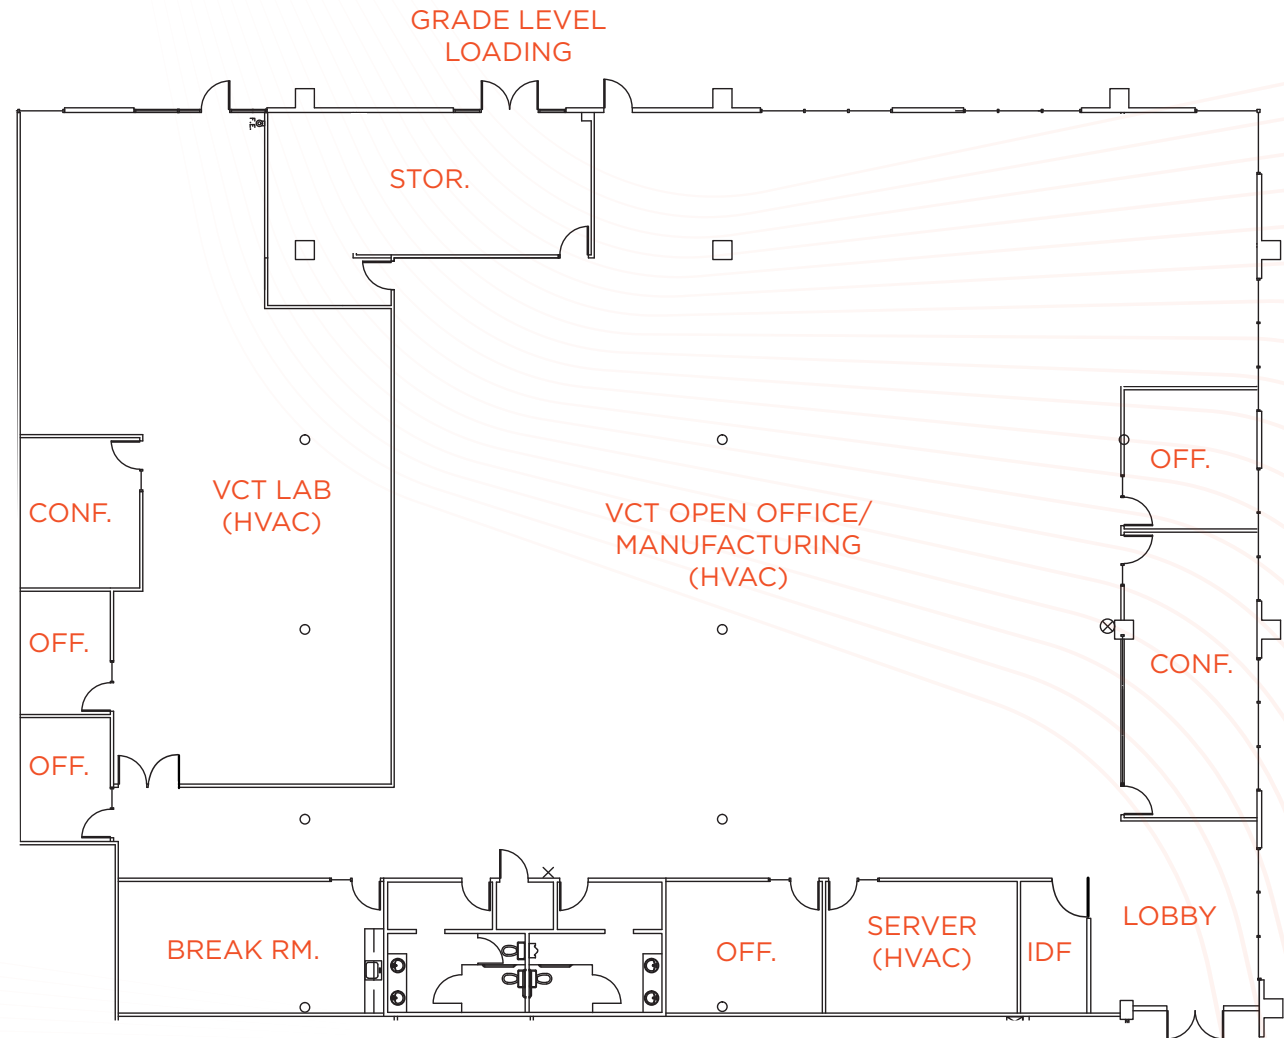 GRADE LEVEL
LOADING
F.E.
STOR.
OFF.
CONF.
VCT LAB
(HVAC)
VCT OPEN OFFICE/
MANUFACTURING
(HVAC)
OFF.
CONF.
OFF.
BREAK RM.
OFF.
SERVER
(HVAC)
IDF
LOBBY